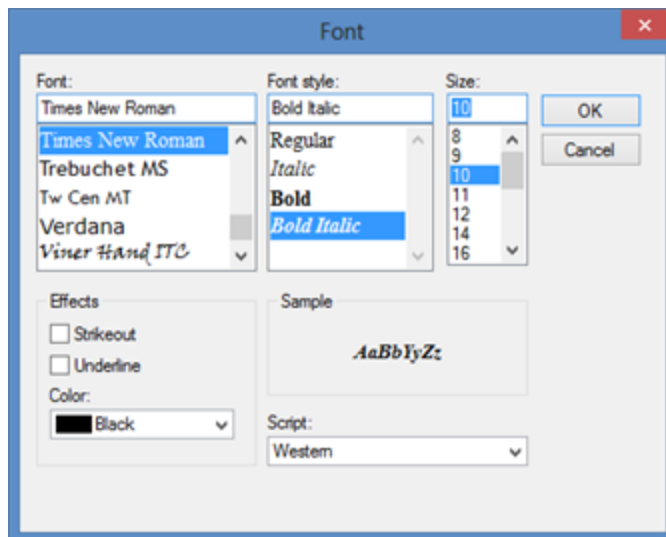 Font
Font:
Times New Roman
Times New Roman
Trebuchet MS
Tw Cen MT
Verdana
Viner Hand ITC
Font style:
Bold Italic
Regular
Italic
Bold
Bold Italic
Size:
10
8
9
10
11
12
14
16
OK
Cancel
Effects
Strikeout
Underline
Color:
Black
Sample
AaBbYyZz
Script:
Western